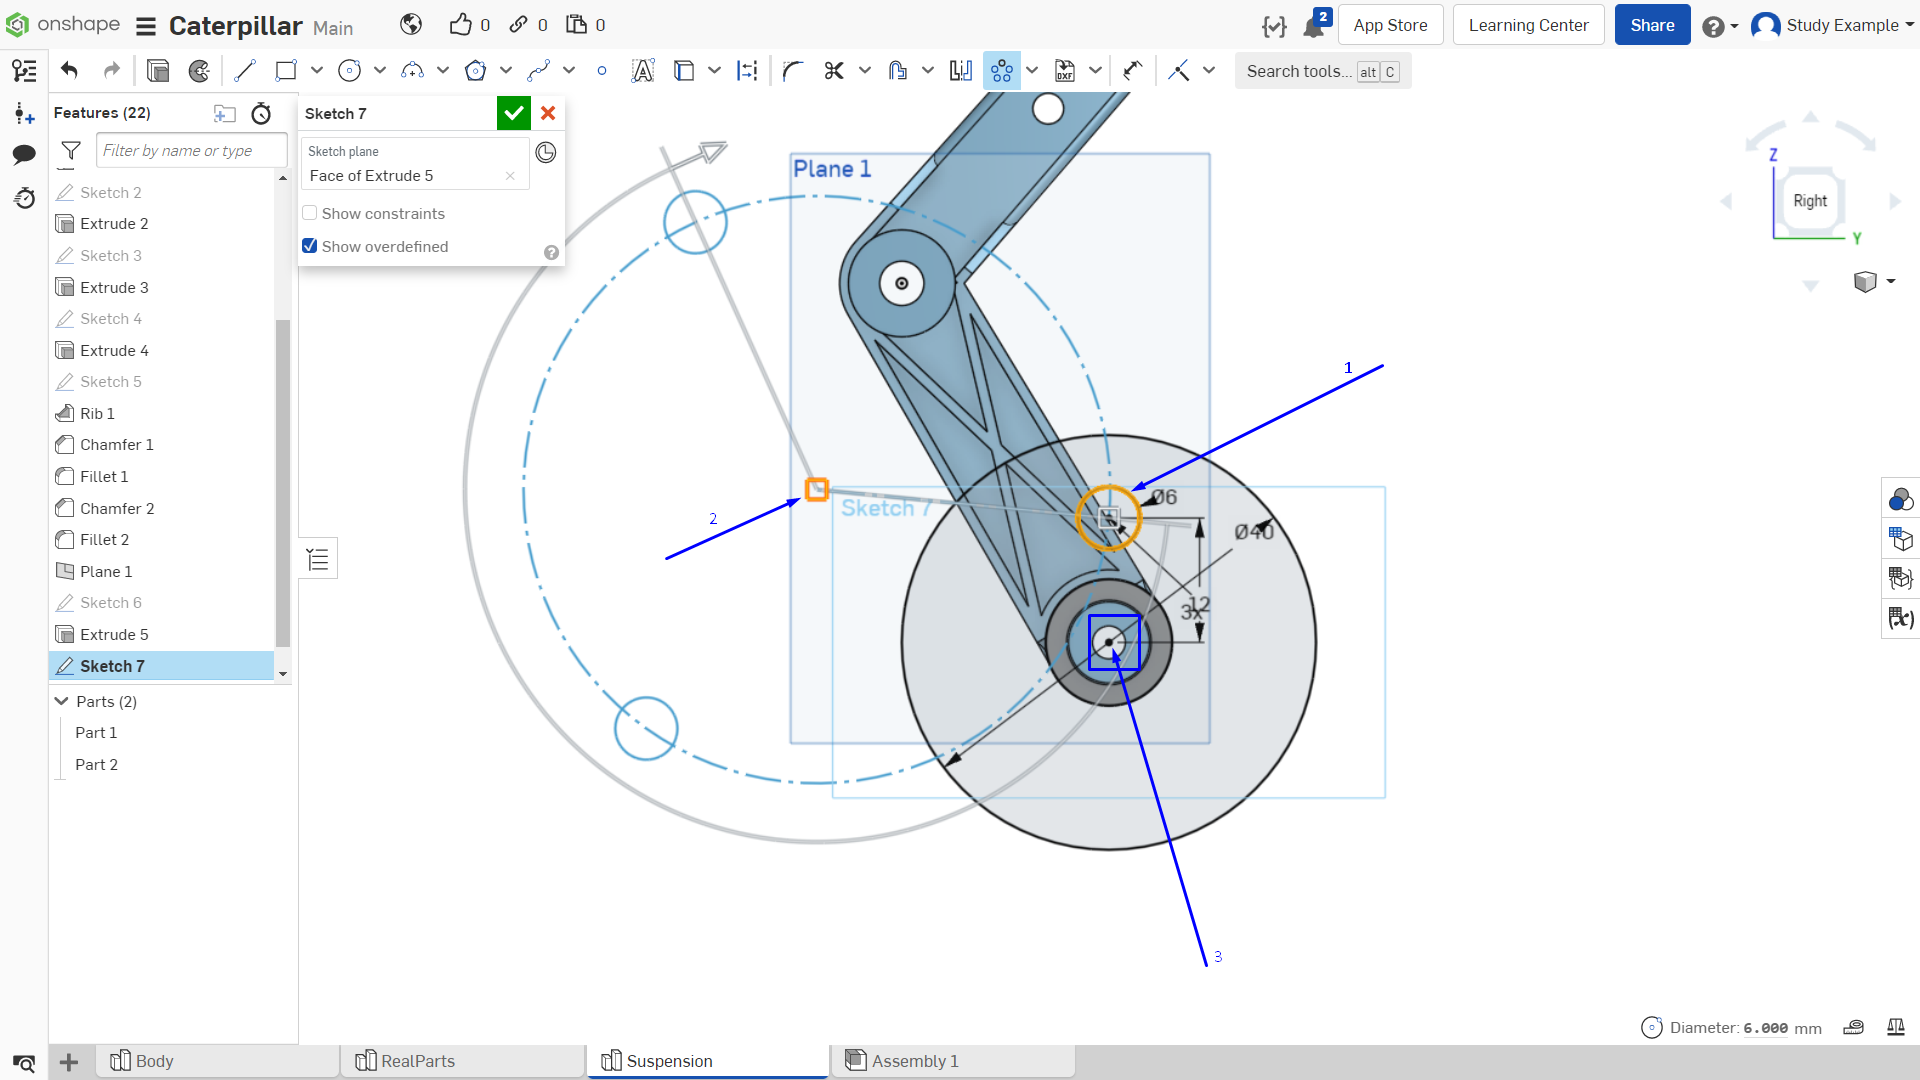 onshape
Caterpillar Main
0
0
0
2
App Store
Learning Center
Share
Study Example
Search tools... alt C
Features (22)
Filter by name or type
Sketch 2
Extrude 2
Sketch 3
Extrude 3
Sketch 4
Extrude 4
Sketch 5
Rib 1
Chamfer 1
Fillet 1
Chamfer 2
Fillet 2
Plane 1
Sketch 6
Extrude 5
Sketch 7
Parts (2)
Part 1
Part 2
Sketch 7
Sketch plane
Face of Extrude 5
Show constraints
Show overdefined
Plane 1
Sketch 7
1
2
3
Ø6
Ø40
12
3x
Z
Right
Y
Diameter: 6.000 mm
Body
RealParts
Suspension
Assembly 1